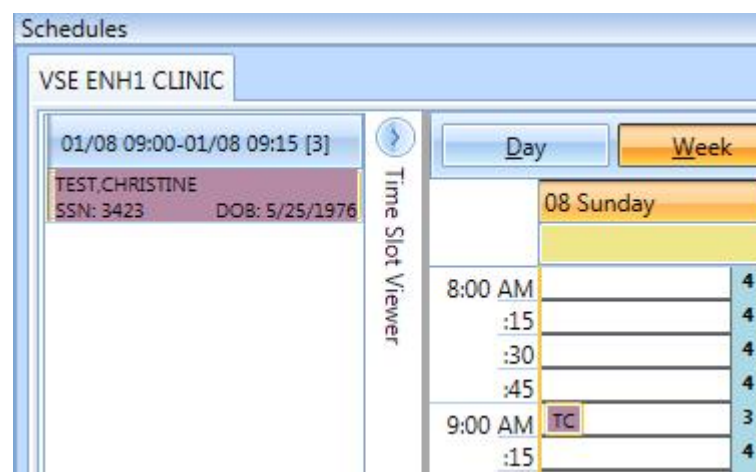 Schedules
VSE ENH1 CLINIC
01/08 09:00-01/08 09:15 [3]
TEST,CHRISTINE
SSN: 3423 DOB: 5/25/1976
Time Slot Viewer
Day Week
08 Sunday
8:00 AM 4
:15 4
:30 4
:45 4
9:00 AM TC 3
:15 4